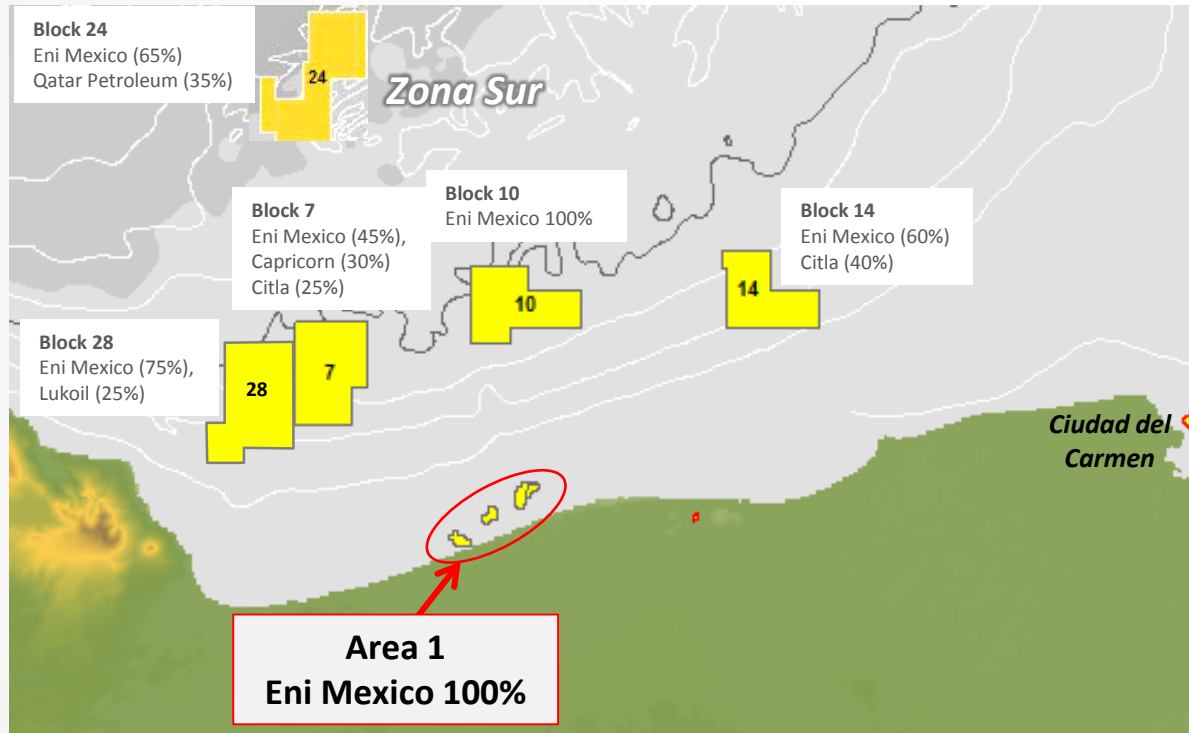 Block 24
Eni Mexico (65%)
Qatar Petroleum (35%)
24
Zona Sur
Block 10
Eni Mexico 100%
Block 7
Eni Mexico (45%),
Capricorn (30%)
Citla (25%)
Block 14
Eni Mexico (60%)
Citla (40%)
10
14
Block 28
Eni Mexico (75%),
Lukoil (25%)
28
7
Ciudad del
Carmen
Area 1
Eni Mexico 100%